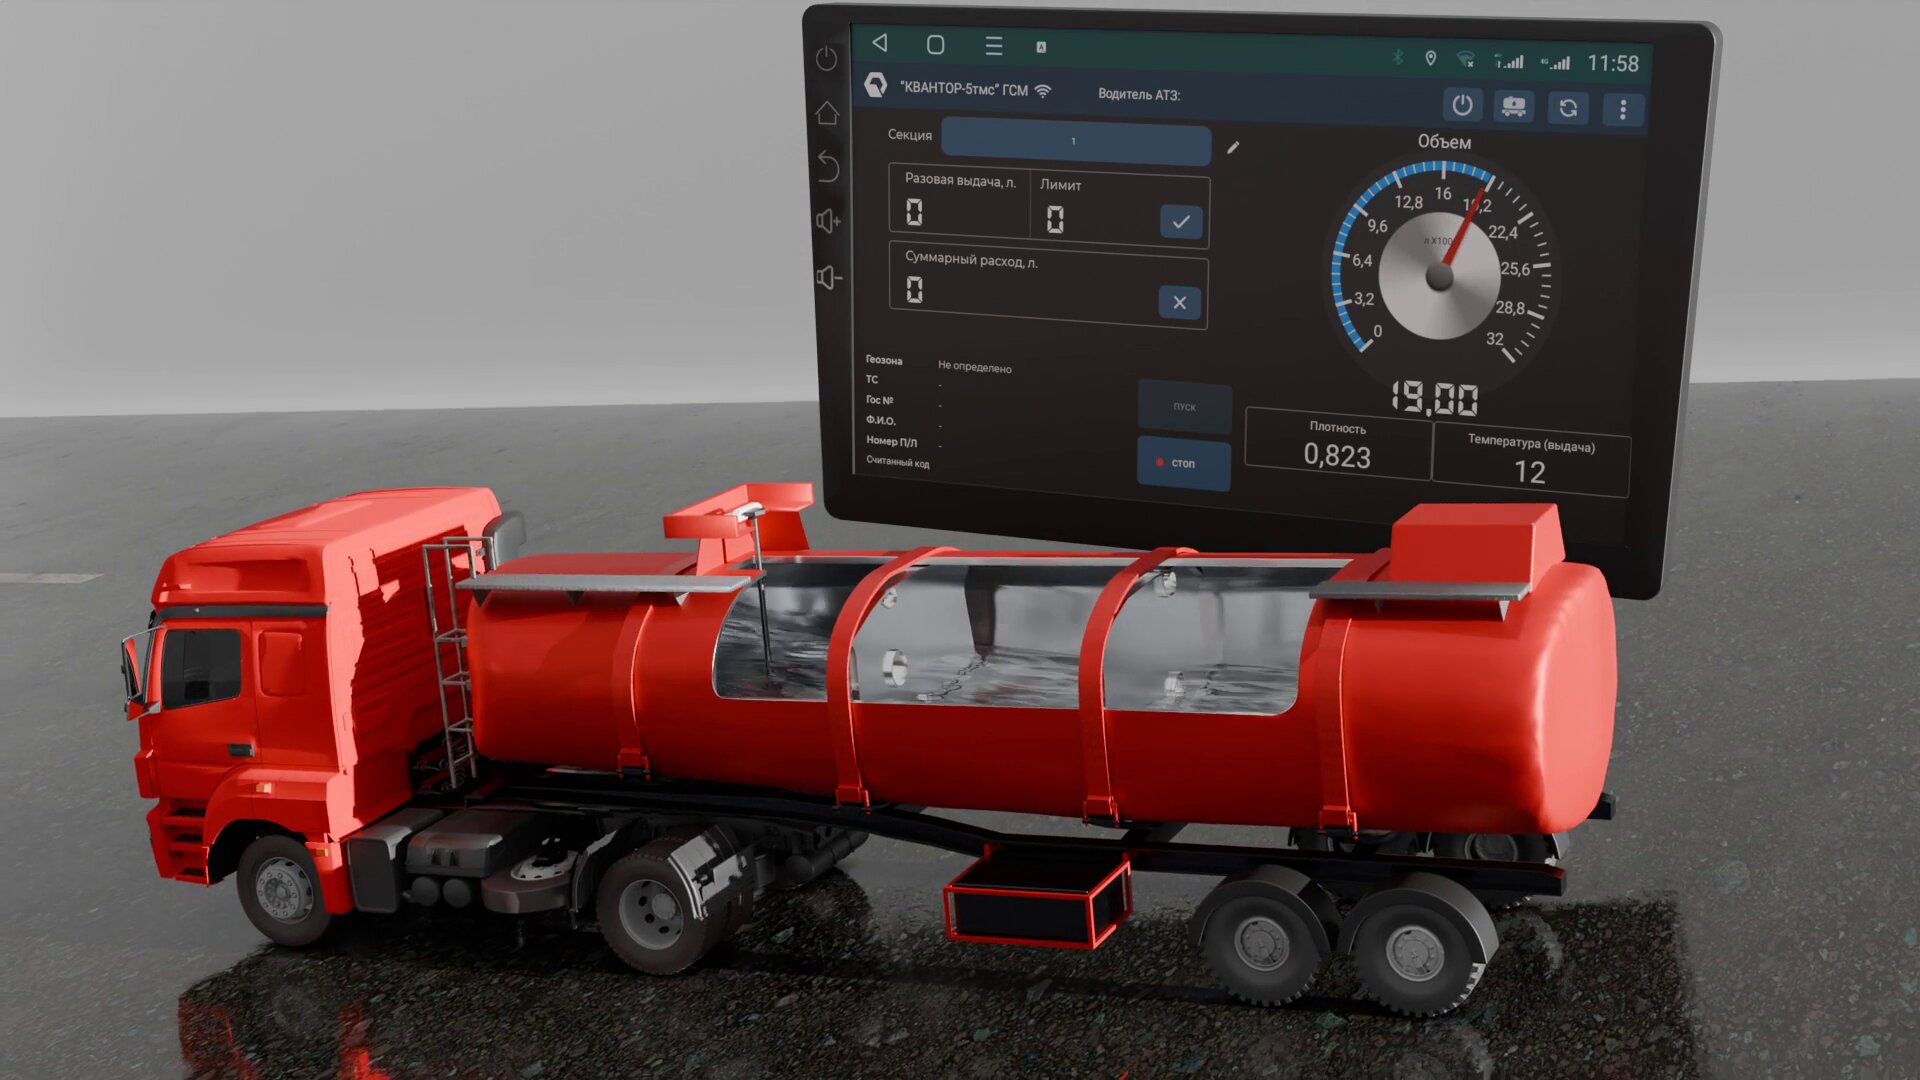 11:58
"КВАНТОР-5тмс" ГСМ
Водитель АТЗ:
Секция
1
Разовая выдача, л.
0
Лимит
0
Суммарный расход, л.
0
Геозона
Не определено
ТС
-
Гос №
-
Ф.И.О.
-
Номер П/Л
-
Считанный код
ПУСК
СТОП
Объем
0
3,2
6,4
9,6
12,8
16
19,2
22,4
25,6
28,8
32
19,00
Плотность
0,823
Температура (выдача)
12